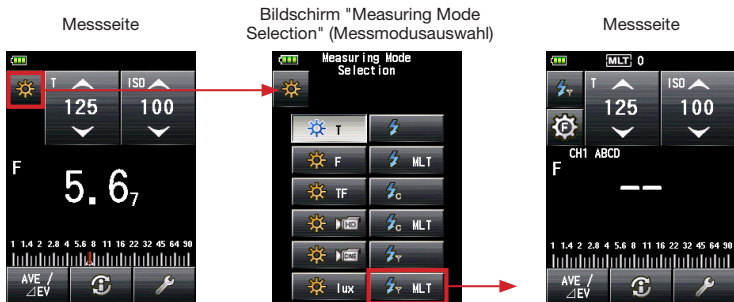 Messseite
Bildschirm "Measuring Mode
Selection" (Messmodusauswahl)
Messseite
T
ISO
125
100
F
5.6₇
1 1.4 2 2.8 4 5.6 8 11 16 22 32 45 64 90
AVE /
⊿EV
Measuring Mode
Selection
T
F
MLT
TF
C
HD
C MLT
CINE
Y
lux
Y MLT
MLT 0
Y
T
ISO
125
100
F
CH1 ABCD
F
--
1 1.4 2 2.8 4 5.6 8 11 16 22 32 45 64 90
AVE /
⊿EV